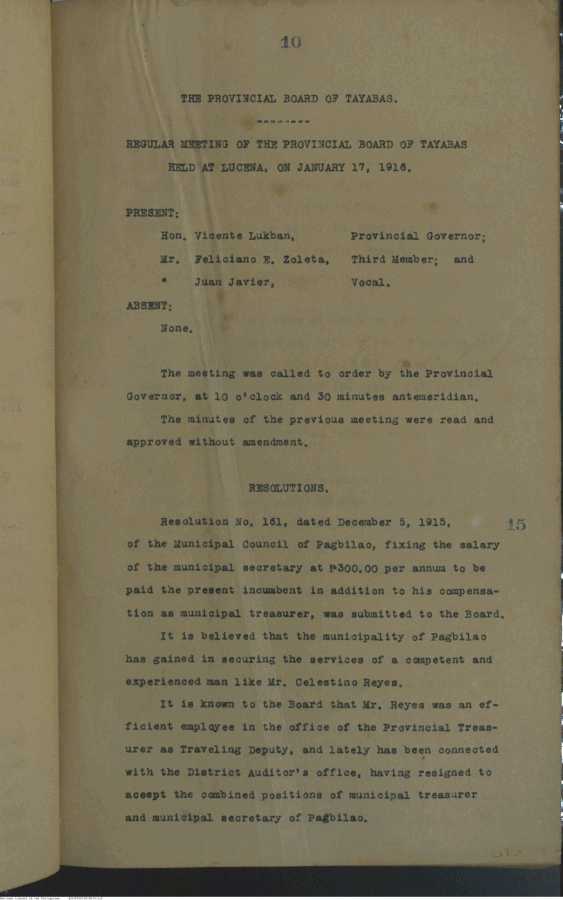 10
THE PROVINCIAL BOARD OF TAYABAS.
--------
REGULAR MEETING OF THE PROVINCIAL BOARD OF TAYABAS
HELD AT LUCENA, ON JANUARY 17, 1916.
PRESENT:
Hon. Vicente Lukban, Provincial Governor;
Mr. Feliciano E. Zoleta, Third Member; and
" Juan Javier, Vocal.
ABSENT:
None.
The meeting was called to order by the Provincial
Governor, at 10 o'clock and 30 minutes antemeridian.
The minutes of the previous meeting were read and
approved without amendment.
RESOLUTIONS.
Resolution No. 161, dated December 5, 1915, 15
of the Municipal Council of Pagbilao, fixing the salary
of the municipal secretary at ₱300.00 per annum to be
paid the present incumbent in addition to his compensa-
tion as municipal treasurer, was submitted to the Board.
It is believed that the municipality of Pagbilao
has gained in securing the services of a competent and
experienced man like Mr. Celestino Reyes.
It is known to the Board that Mr. Reyes was an ef-
ficient employee in the office of the Provincial Treas-
urer as Traveling Deputy, and lately has been connected
with the District Auditor's office, having resigned to
accept the combined positions of municipal treasurer
and municipal secretary of Pagbilao.